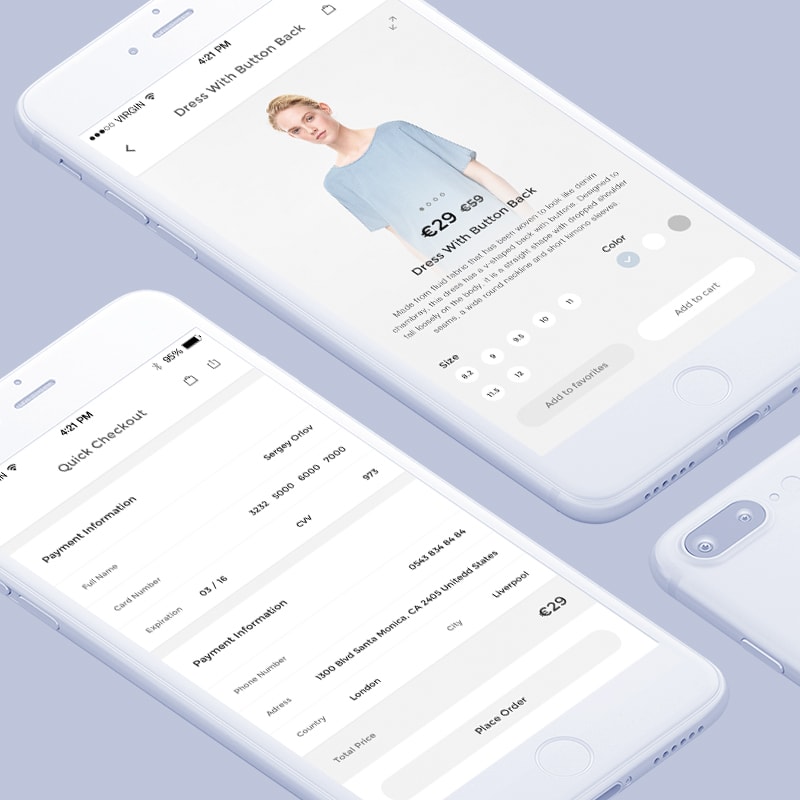 ●●●○○ VIRGIN 4:21 PM
Dress With Button Back
€29 €59
Dress With Button Back
Made from fluid fabric that has been woven to look like denim
chambray, this dress has a v-shaped back with buttons. Designed to
fall loosely on the body, it is a straight shape with dropped shoulder
seams, a wide round neckline and short kimono sleeves.
Size
8.2 9 9.5 10 11
11.5 12
Color
Add to favorites
Add to cart
4:21 PM 95%
Quick Checkout
Payment Information
Full Name Sergey Orlov
Card Number 3232 5000 6000 7000
Expiration 03 / 16 CVV 973
Payment Information
Phone Number 0543 834 84 84
Adress 1300 Blvd Santa Monica, CA 2405 Unitedd States
Country London City Liverpool
Total Price €29
Place Order